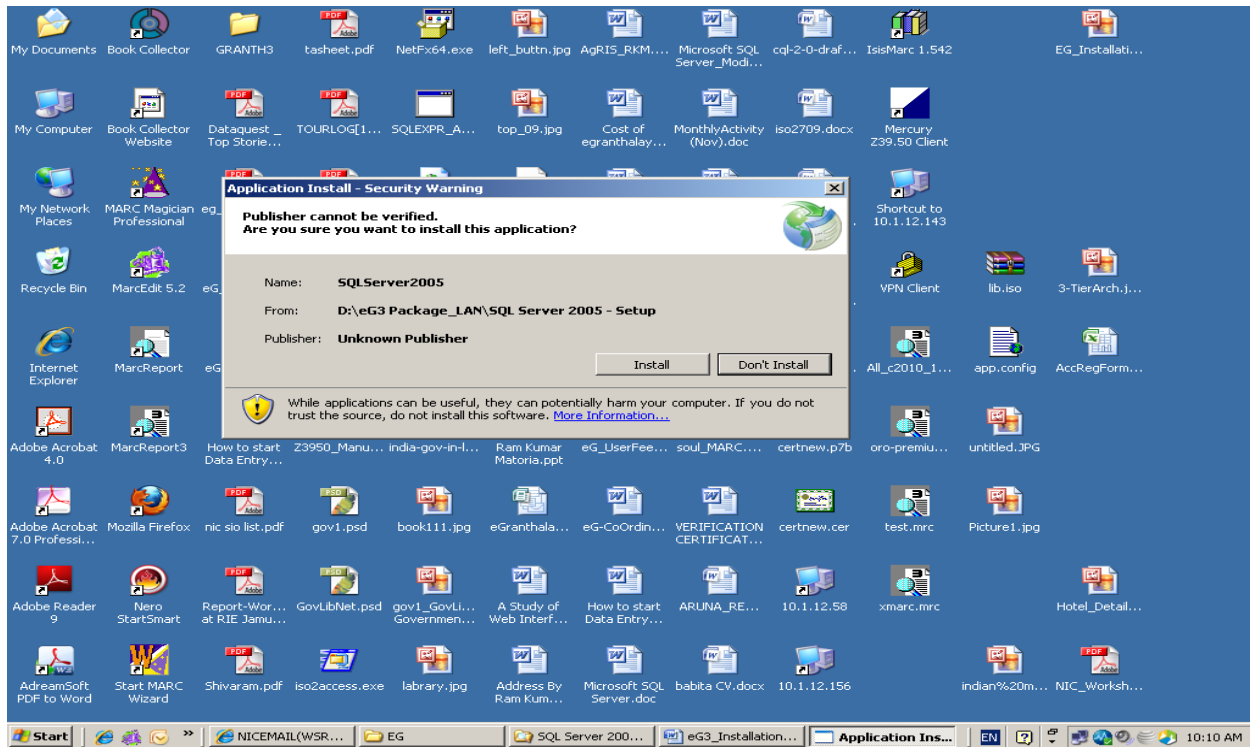 My Documents
Book Collector
GRANTH3
tasheet.pdf
NetFx64.exe
left_buttn.jpg
AgRIS_RKM....
Microsoft SQL
Server_Modi...
cql-2-0-draf...
IsisMarc 1.542
EG_Installati...
My Computer
Book Collector
Website
Dataquest _
Top Storie...
TOURLOG[1...
SQLEXPR_A...
top_09.jpg
Cost of
egranthalay...
MonthlyActivity
(Nov).doc
iso2709.docx
Mercury
Z39.50 Client
My Network
Places
MARC Magician
Professional
eg_
Shortcut to
10.1.12.143
Application Install - Security Warning
Publisher cannot be verified.
Are you sure you want to install this application?
Name: SQLServer2005
From: D:\eG3 Package_LAN\SQL Server 2005 - Setup
Publisher: Unknown Publisher
Install
Don't Install
While applications can be useful, they can potentially harm your computer. If you do not
trust the source, do not install this software. More Information...
Recycle Bin
MarcEdit 5.2
eG_
VPN Client
lib.iso
3-TierArch.j...
Internet
Explorer
MarcReport
eG
All_c2010_1...
app.config
AccRegForm...
Adobe Acrobat
4.0
MarcReport3
How to start
Data Entry...
Z3950_Manu...
india-gov-in-l...
Ram Kumar
Matoria.ppt
eG_UserFee...
soul_MARC....
certnew.p7b
oro-premiu...
untitled.JPG
Adobe Acrobat
7.0 Professi...
Mozilla Firefox
nic sio list.pdf
gov1.psd
book111.jpg
eGranthala...
eG-CoOrdin...
VERIFICATION
CERTIFICAT...
certnew.cer
test.mrc
Picture1.jpg
Adobe Reader
9
Nero
StartSmart
Report-Wor...
at RIE Jamu...
GovLibNet.psd
gov1_GovLi...
Governmen...
A Study of
Web Interf...
How to start
Data Entry...
ARUNA_RE...
10.1.12.58
xmarc.mrc
Hotel_Detail...
AdreamSoft
PDF to Word
Start MARC
Wizard
Shivaram.pdf
iso2access.exe
labrary.jpg
Address By
Ram Kum...
Microsoft SQL
Server.doc
babita CV.docx
10.1.12.156
indian%20m...
NIC_Worksh...
Start
»
NICEMAIL(WSR...
EG
SQL Server 200...
eG3_Installation...
Application Ins...
EN
10:10 AM